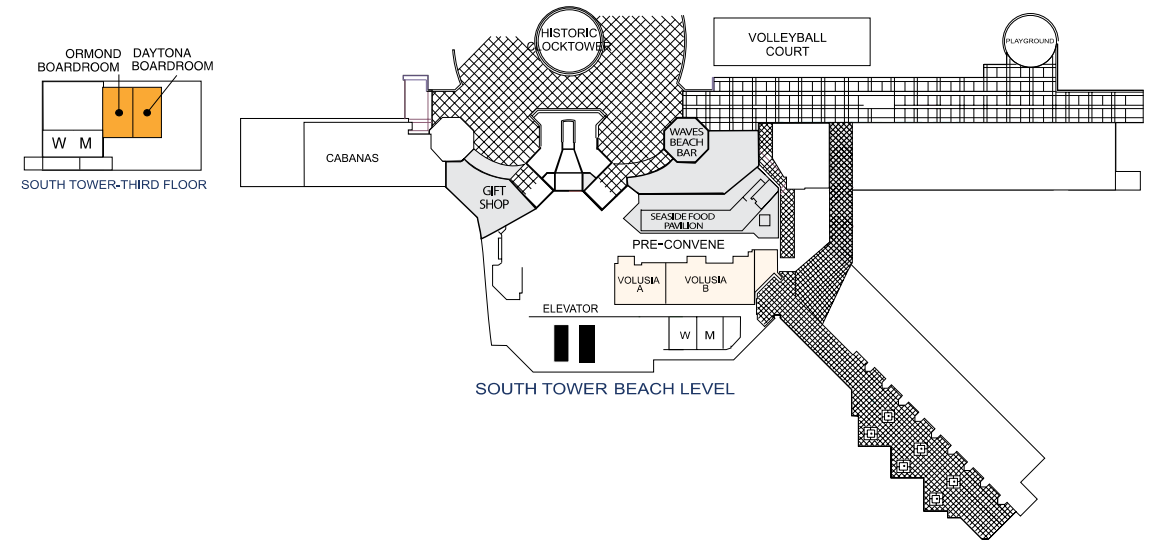 ORMOND
BOARDROOM
DAYTONA
BOARDROOM
W M
SOUTH TOWER-THIRD FLOOR
HISTORIC
CLOCKTOWER
VOLLEYBALL
COURT
PLAYGROUND
CABANAS
WAVES
BEACH
BAR
GIFT
SHOP
SEASIDE FOOD
PAVILION
PRE-CONVENE
VOLUSIA
A
VOLUSIA
B
ELEVATOR
W M
SOUTH TOWER BEACH LEVEL